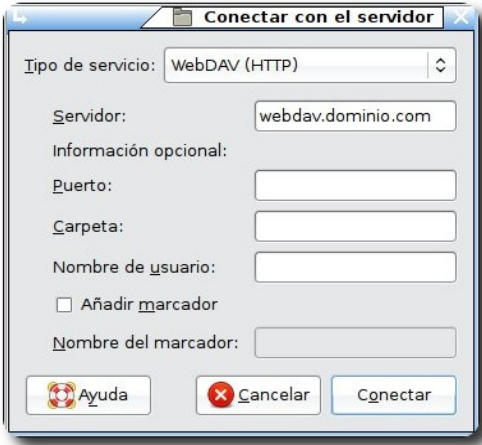 Conectar con el servidor
Tipo de servicio: WebDAV (HTTP)
Servidor: webdav.dominio.com
Información opcional:
Puerto:
Carpeta:
Nombre de usuario:
Añadir marcador
Nombre del marcador:
Ayuda Cancelar Conectar